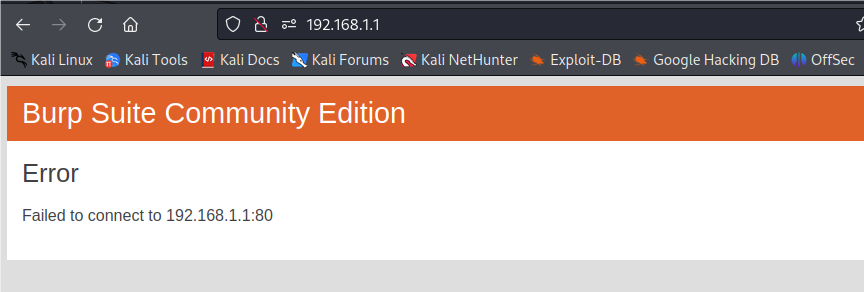 192.168.1.1
Kali Linux Kali Tools Kali Docs Kali Forums Kali NetHunter Exploit-DB Google Hacking DB OffSec
Burp Suite Community Edition
Error
Failed to connect to 192.168.1.1:80